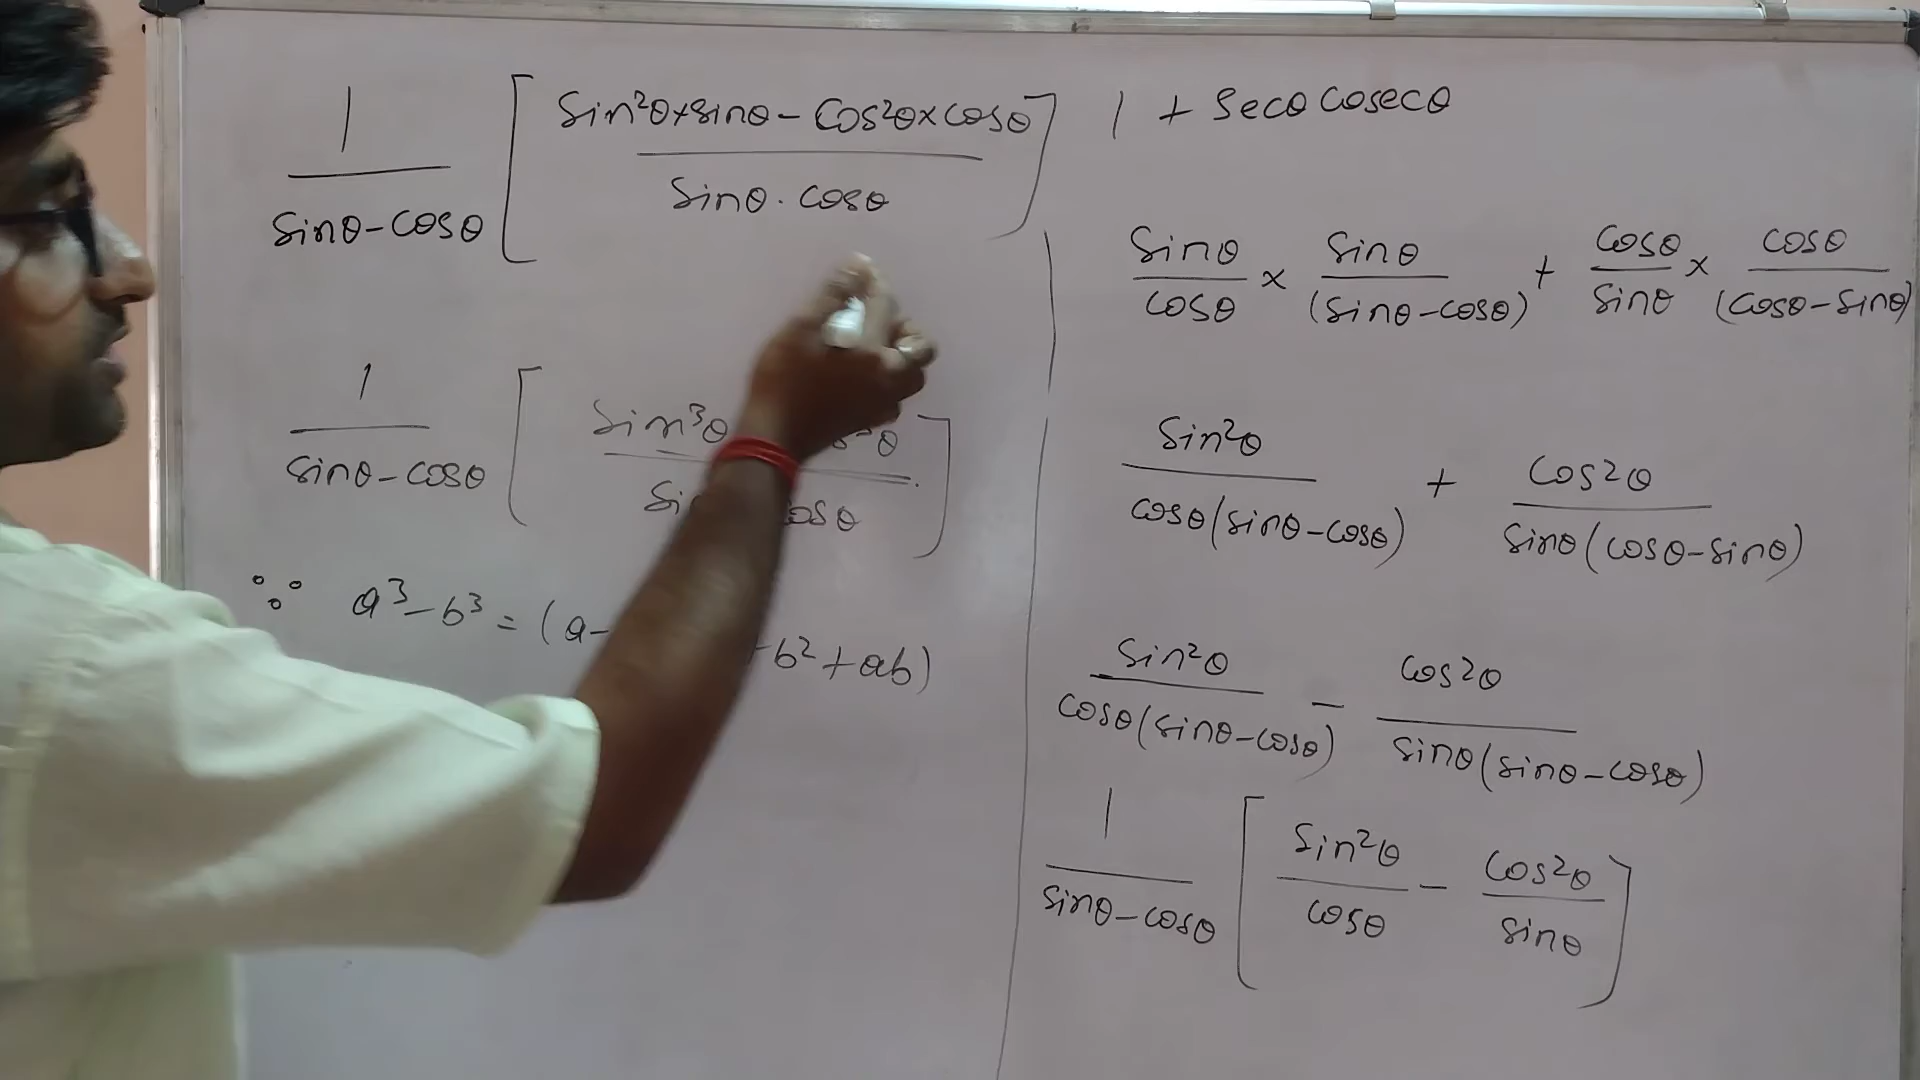 1 + secθ cosecθ
sinθ/cosθ × sinθ/(sinθ-cosθ) + cosθ/sinθ × cosθ/(cosθ-sinθ)
sin²θ/cosθ(sinθ-cosθ) + cos²θ/sinθ(cosθ-sinθ)
sin²θ/cosθ(sinθ-cosθ) - cos²θ/sinθ(sinθ-cosθ)
1/sinθ-cosθ [sin²θ/cosθ - cos²θ/sinθ]
1/sinθ-cosθ [sin²θ×sinθ - cos²θ×cosθ/sinθ·cosθ]
1/sinθ-cosθ [sin³θ θ/ θ]
∵ a³-b³ = (a- +b²+ab)